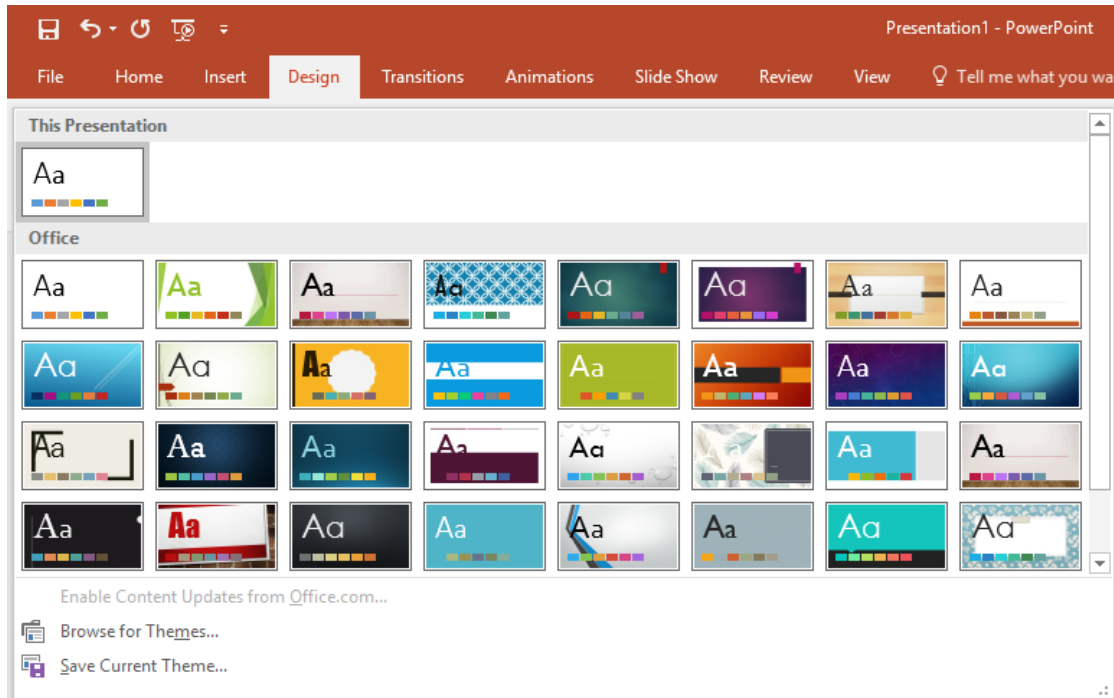 Presentation1 - PowerPoint
File Home Insert Design Transitions Animations Slide Show Review View Tell me what you wa
This Presentation
Aa
Office
Aa Aa Aa Aa Aa Aa Aa Aa
Aa Aa Aa Aa Aa Aa Aa Aa
Aa Aa Aa Aa Aa Aa Aa Aa
Aa Aa Aa Aa Aa Aa Aa Aa
Enable Content Updates from Office.com...
Browse for Themes...
Save Current Theme...